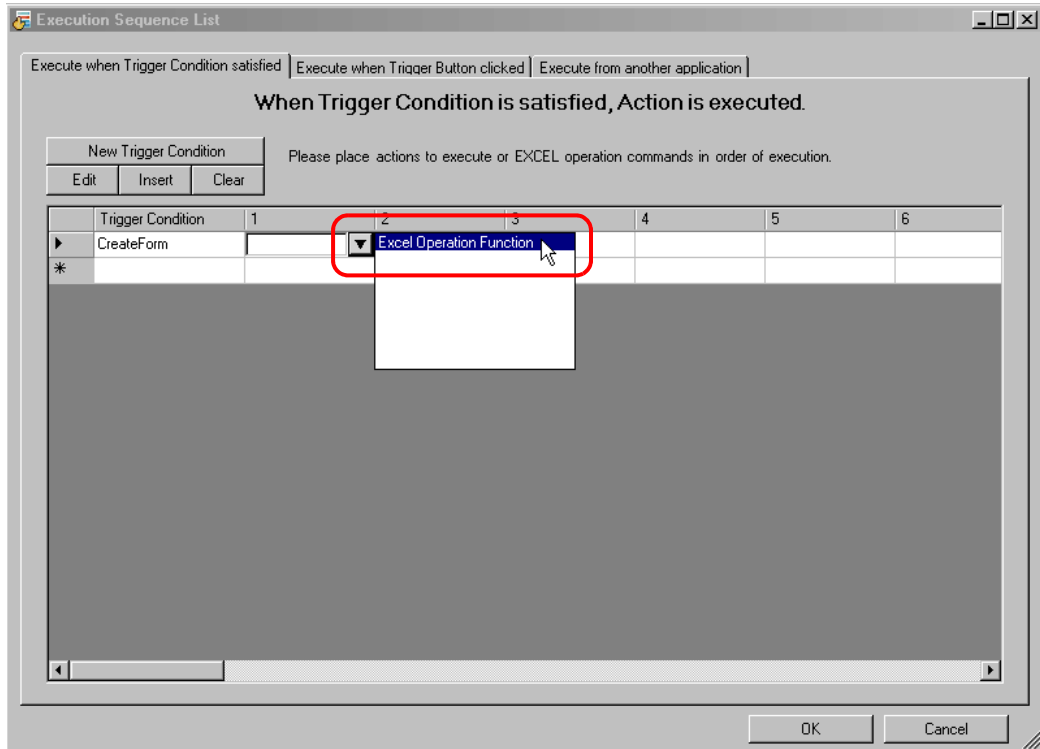 Execution Sequence List
Execute when Trigger Condition satisfied Execute when Trigger Button clicked Execute from another application
When Trigger Condition is satisfied, Action is executed.
New Trigger Condition
Please place actions to execute or EXCEL operation commands in order of execution.
Edit Insert Clear
Trigger Condition 1 2 3 4 5 6
CreateForm Excel Operation Function
OK Cancel